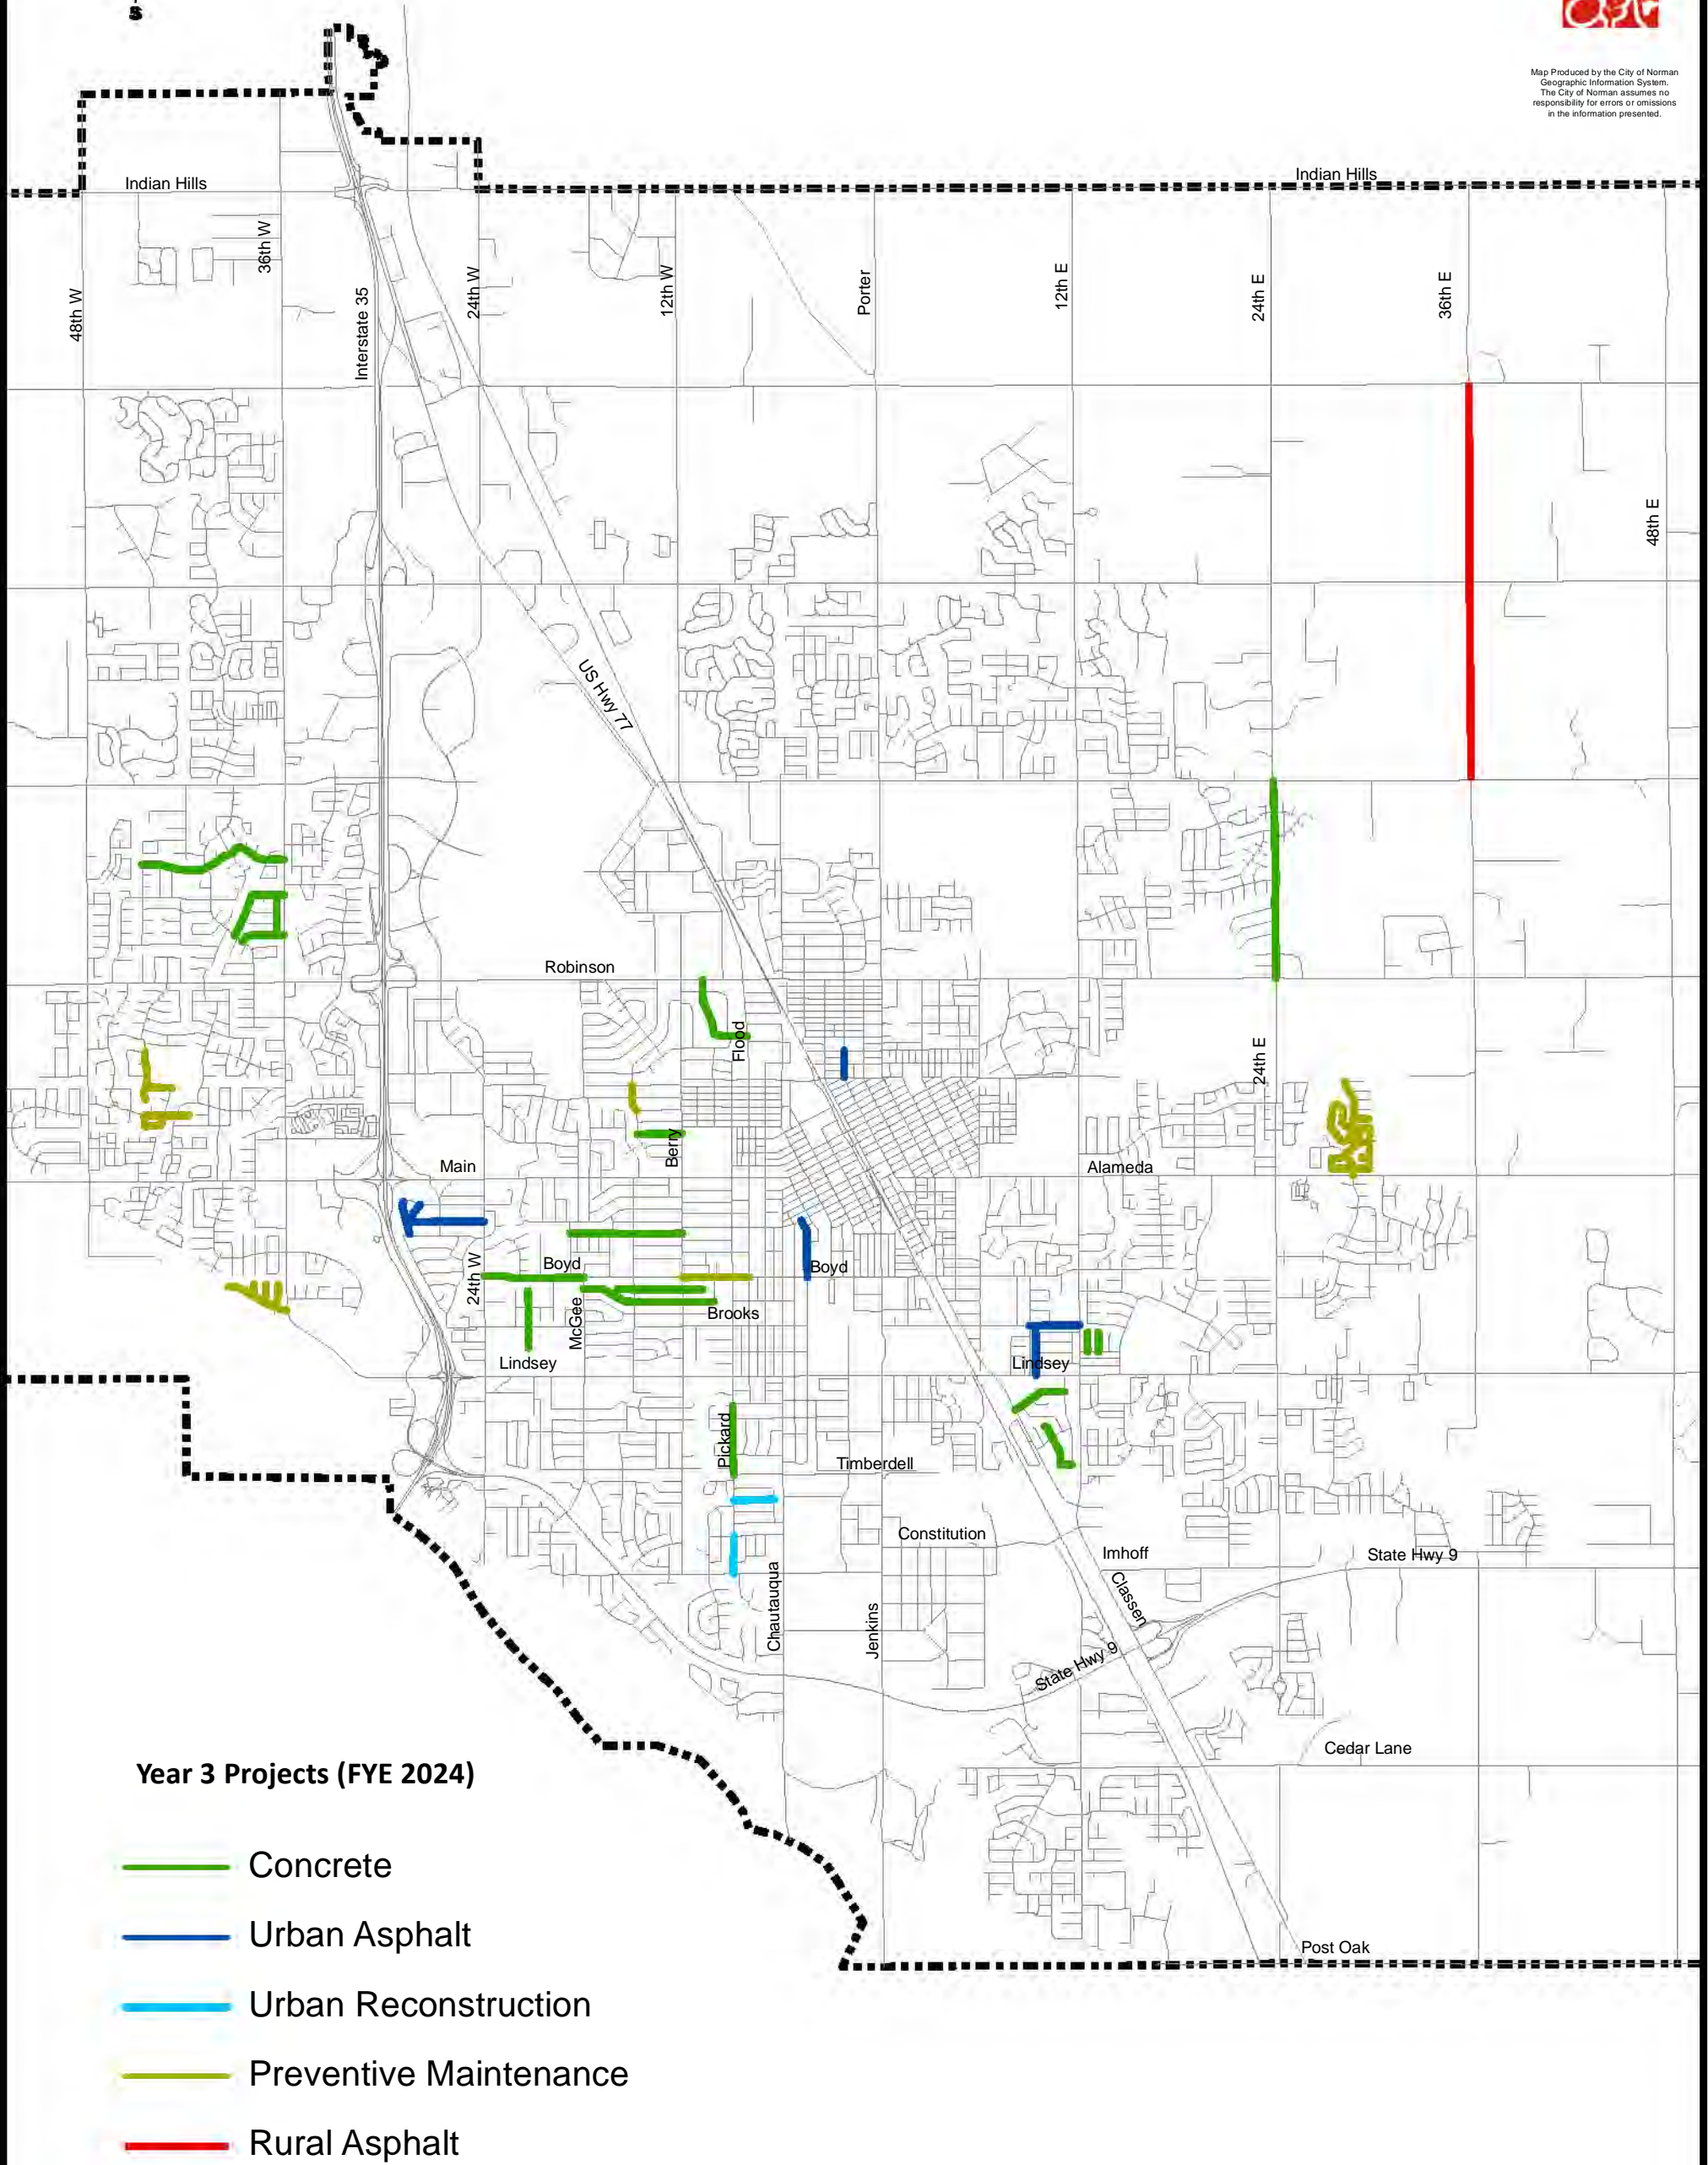 s
Map Produced by the City of Norman
Geographic Information System.
The City of Norman assumes no
responsibility for errors or omissions
in the information presented.
Indian Hills
Indian Hills
36th W
48th W
Interstate 35
24th W
12th W
Porter
12th E
24th E
36th E
48th E
US Hwy 77
Robinson
Flood
24th E
Berry
Main
Alameda
24th W
Boyd
Boyd
McGee
Brooks
Lindsey
Lindsey
Pickard
Timberdell
Constitution
Imhoff
State Hwy 9
Classen
Chautauqua
Jenkins
State Hwy 9
Cedar Lane
Post Oak
Year 3 Projects (FYE 2024)
Concrete
Urban Asphalt
Urban Reconstruction
Preventive Maintenance
Rural Asphalt